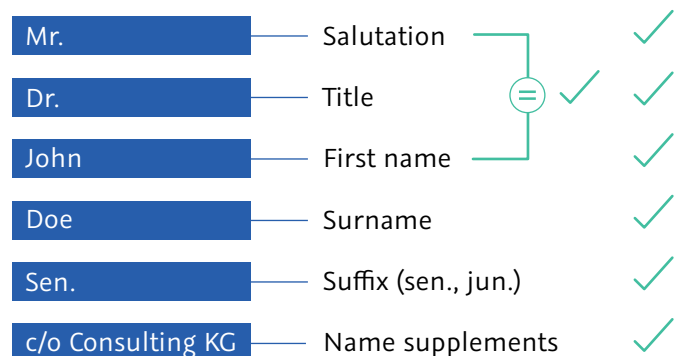 Mr. Salutation
Dr. Title
John First name
Doe Surname
Sen. Suffix (sen., jun.)
c/o Consulting KG Name supplements